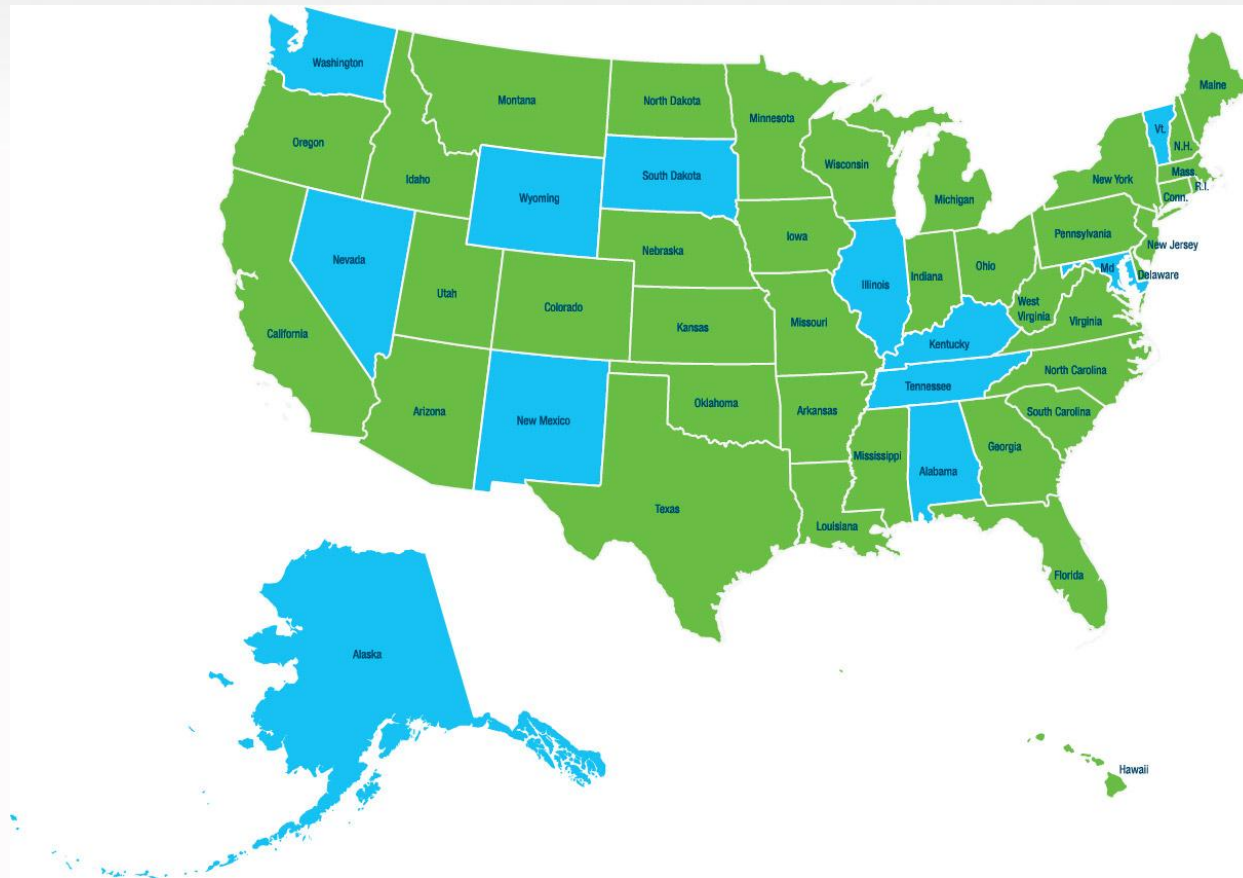 Washington
Montana
North Dakota
Minnesota
Maine
Vt.
N.H.
Oregon
Idaho
Wyoming
South Dakota
Wisconsin
Michigan
New York
Mass.
R.I.
Conn.
Nevada
Utah
Colorado
Nebraska
Iowa
Illinois
Indiana
Ohio
Pennsylvania
New Jersey
Md
Delaware
West
Virginia
Virginia
California
Kansas
Missouri
Kentucky
Tennessee
North Carolina
South Carolina
Arizona
New Mexico
Oklahoma
Arkansas
Mississippi
Alabama
Georgia
Texas
Louisiana
Florida
Alaska
Hawaii